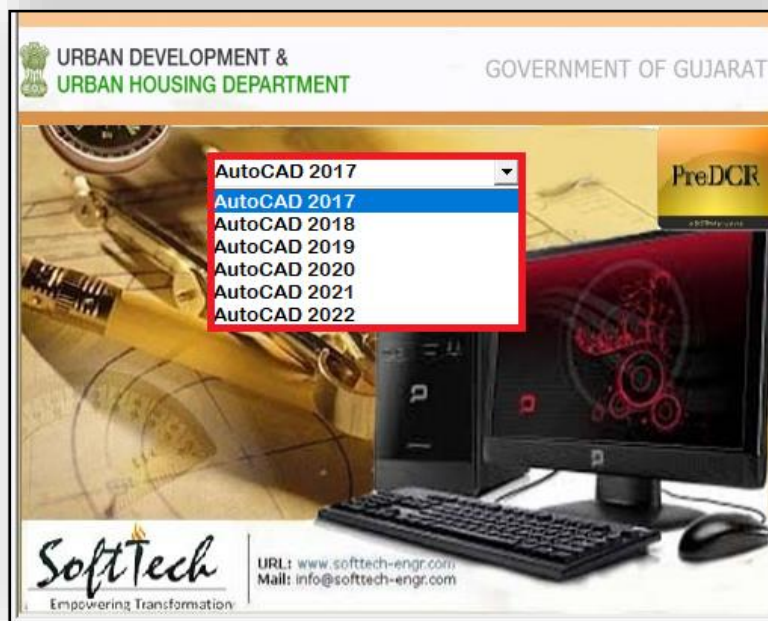 URBAN DEVELOPMENT &
URBAN HOUSING DEPARTMENT
GOVERNMENT OF GUJARAT
AutoCAD 2017
PreDCR
AutoCAD 2017
AutoCAD 2018
AutoCAD 2019
AutoCAD 2020
AutoCAD 2021
AutoCAD 2022
SoftTech
Empowering Transformation
URL: www.softtech-engr.com
Mail: info@softtech-engr.com